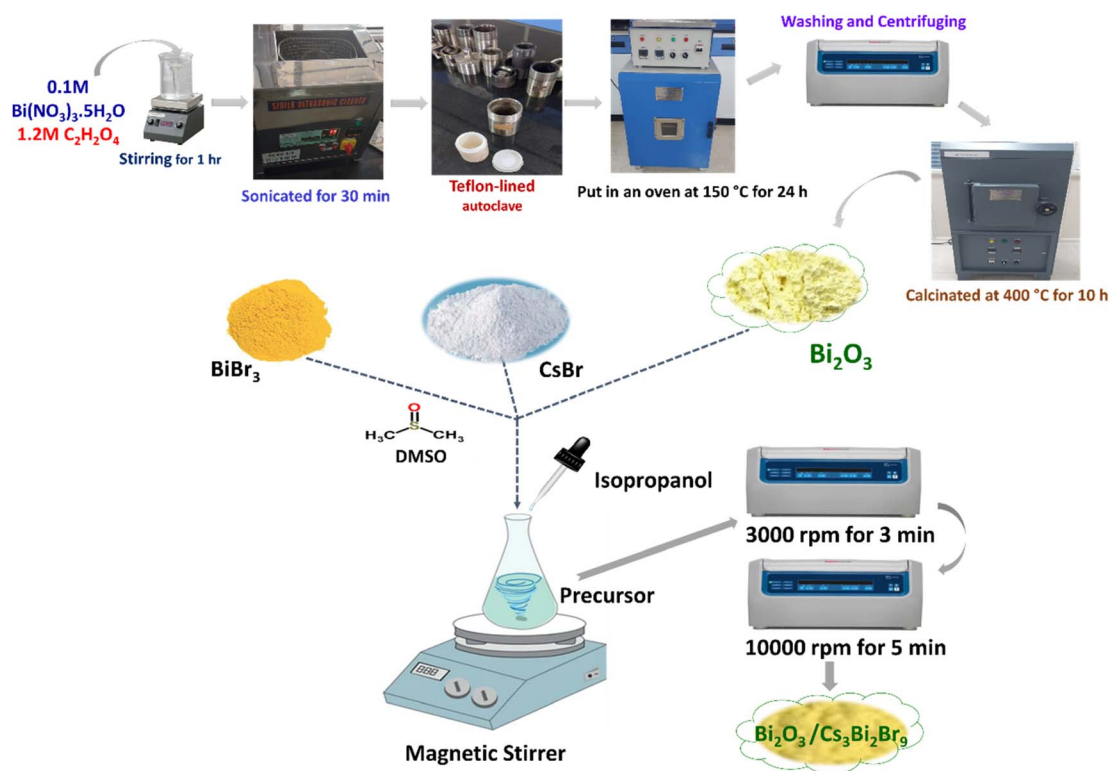 Washing and Centrifuging
0.1M
Bi(NO₃)₃.5H₂O
1.2M C₂H₂O₄
Stirring for 1 hr
Sonicated for 30 min
Teflon-lined
autoclave
Put in an oven at 150 °C for 24 h
Calcinated at 400 °C for 10 h
BiBr₃
CsBr
Bi₂O₃
O
S
H₃C
CH₃
DMSO
Isopropanol
Precursor
3000 rpm for 3 min
10000 rpm for 5 min
Magnetic Stirrer
Bi₂O₃/Cs₃Bi₂Br₉